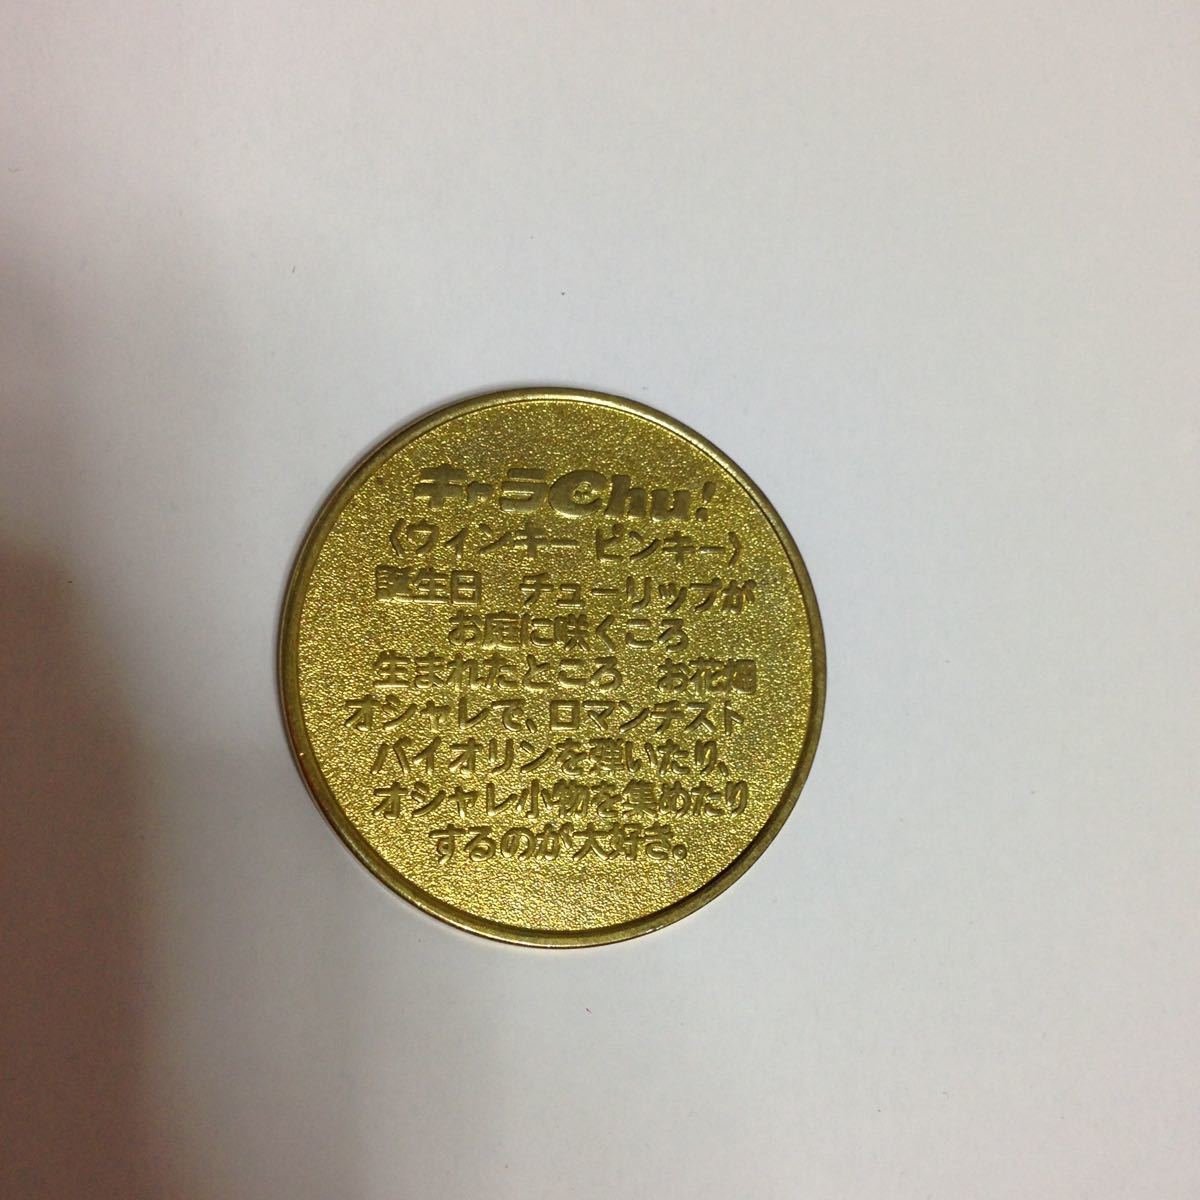 キャラChu!
〈ウィンキーピンキー〉
誕生日　チューリップが
お庭に咲くころ
生まれたところ　お花畑
オシャレで、ロマンチスト
バイオリンを弾いたり、
オシャレ小物を集めたり
するのが大好き。